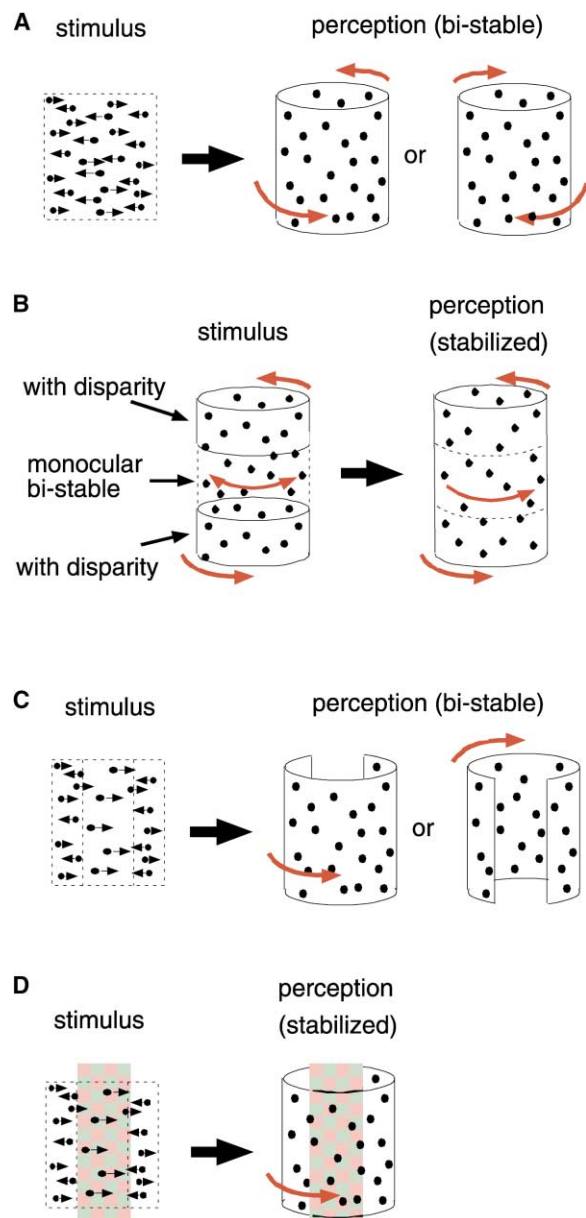 A
stimulus
perception (bi-stable)
or
B
stimulus
perception
(stabilized)
with disparity
monocular
bi-stable
with disparity
C
stimulus
perception (bi-stable)
or
D
stimulus
perception
(stabilized)